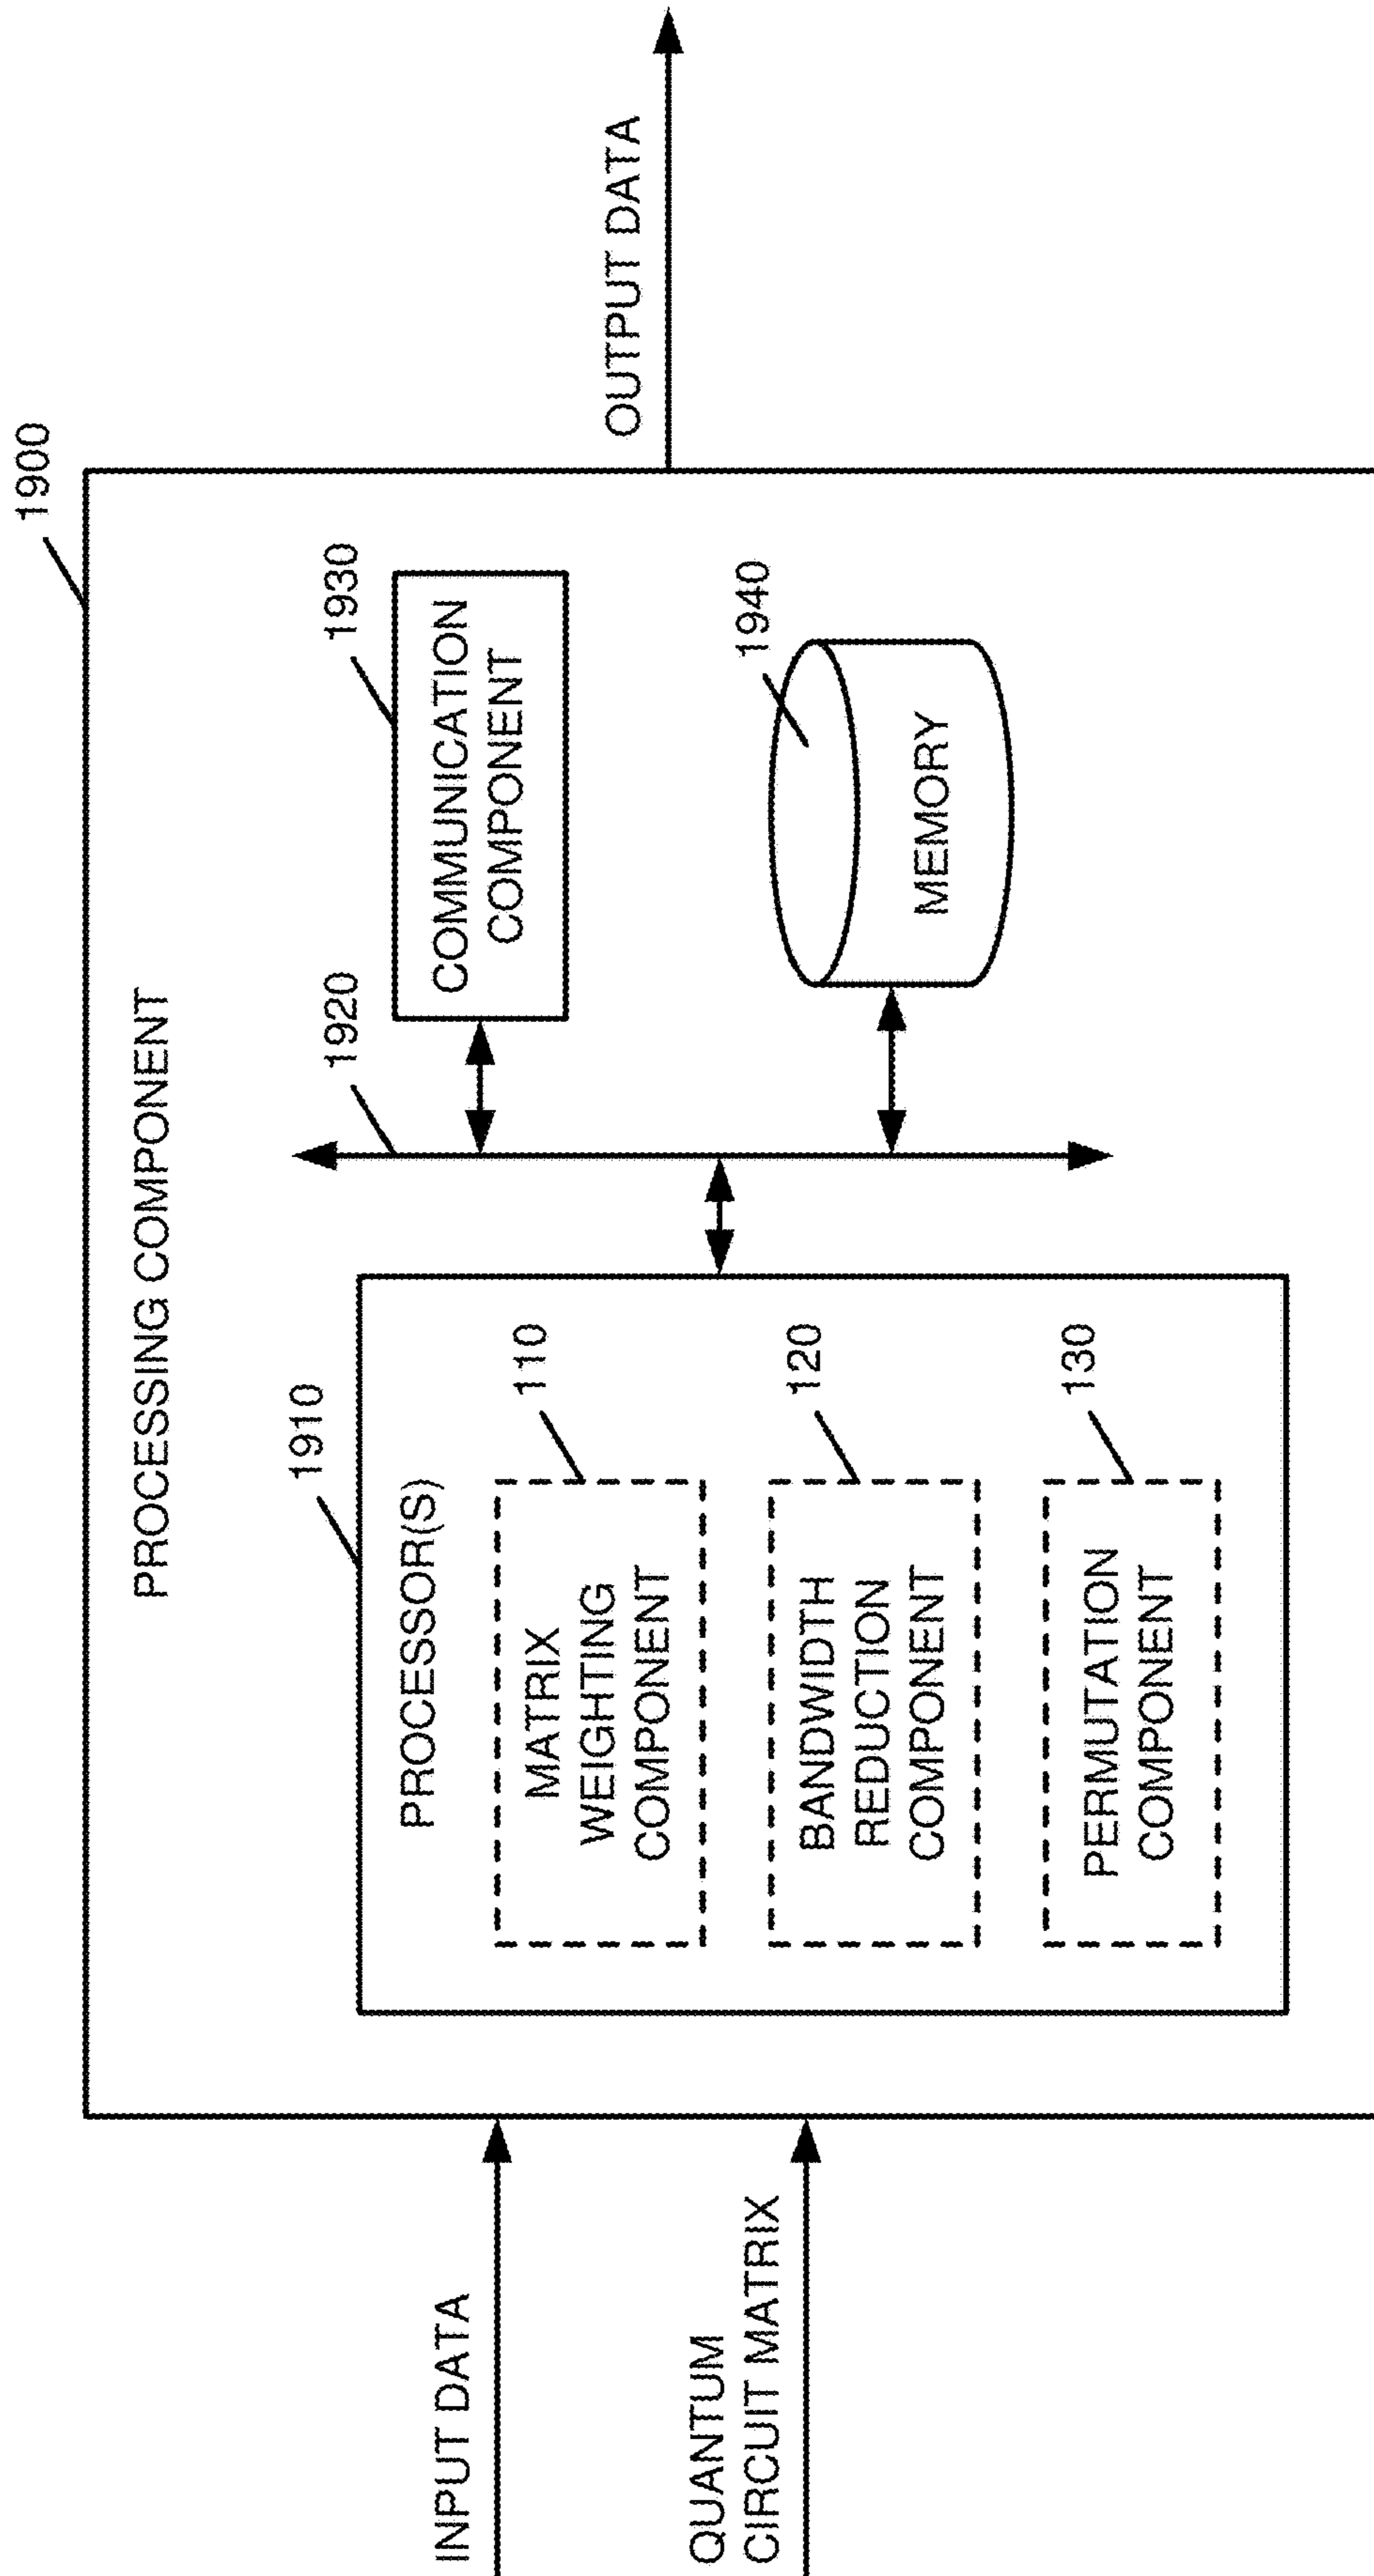 1900
PROCESSING COMPONENT
1910
PROCESSOR(S)
110
MATRIX
WEIGHTING
COMPONENT
120
BANDWIDTH
REDUCTION
COMPONENT
130
PERMUTATION
COMPONENT
1920
1930
COMMUNICATION
COMPONENT
1940
MEMORY
INPUT DATA
QUANTUM
CIRCUIT MATRIX
OUTPUT DATA